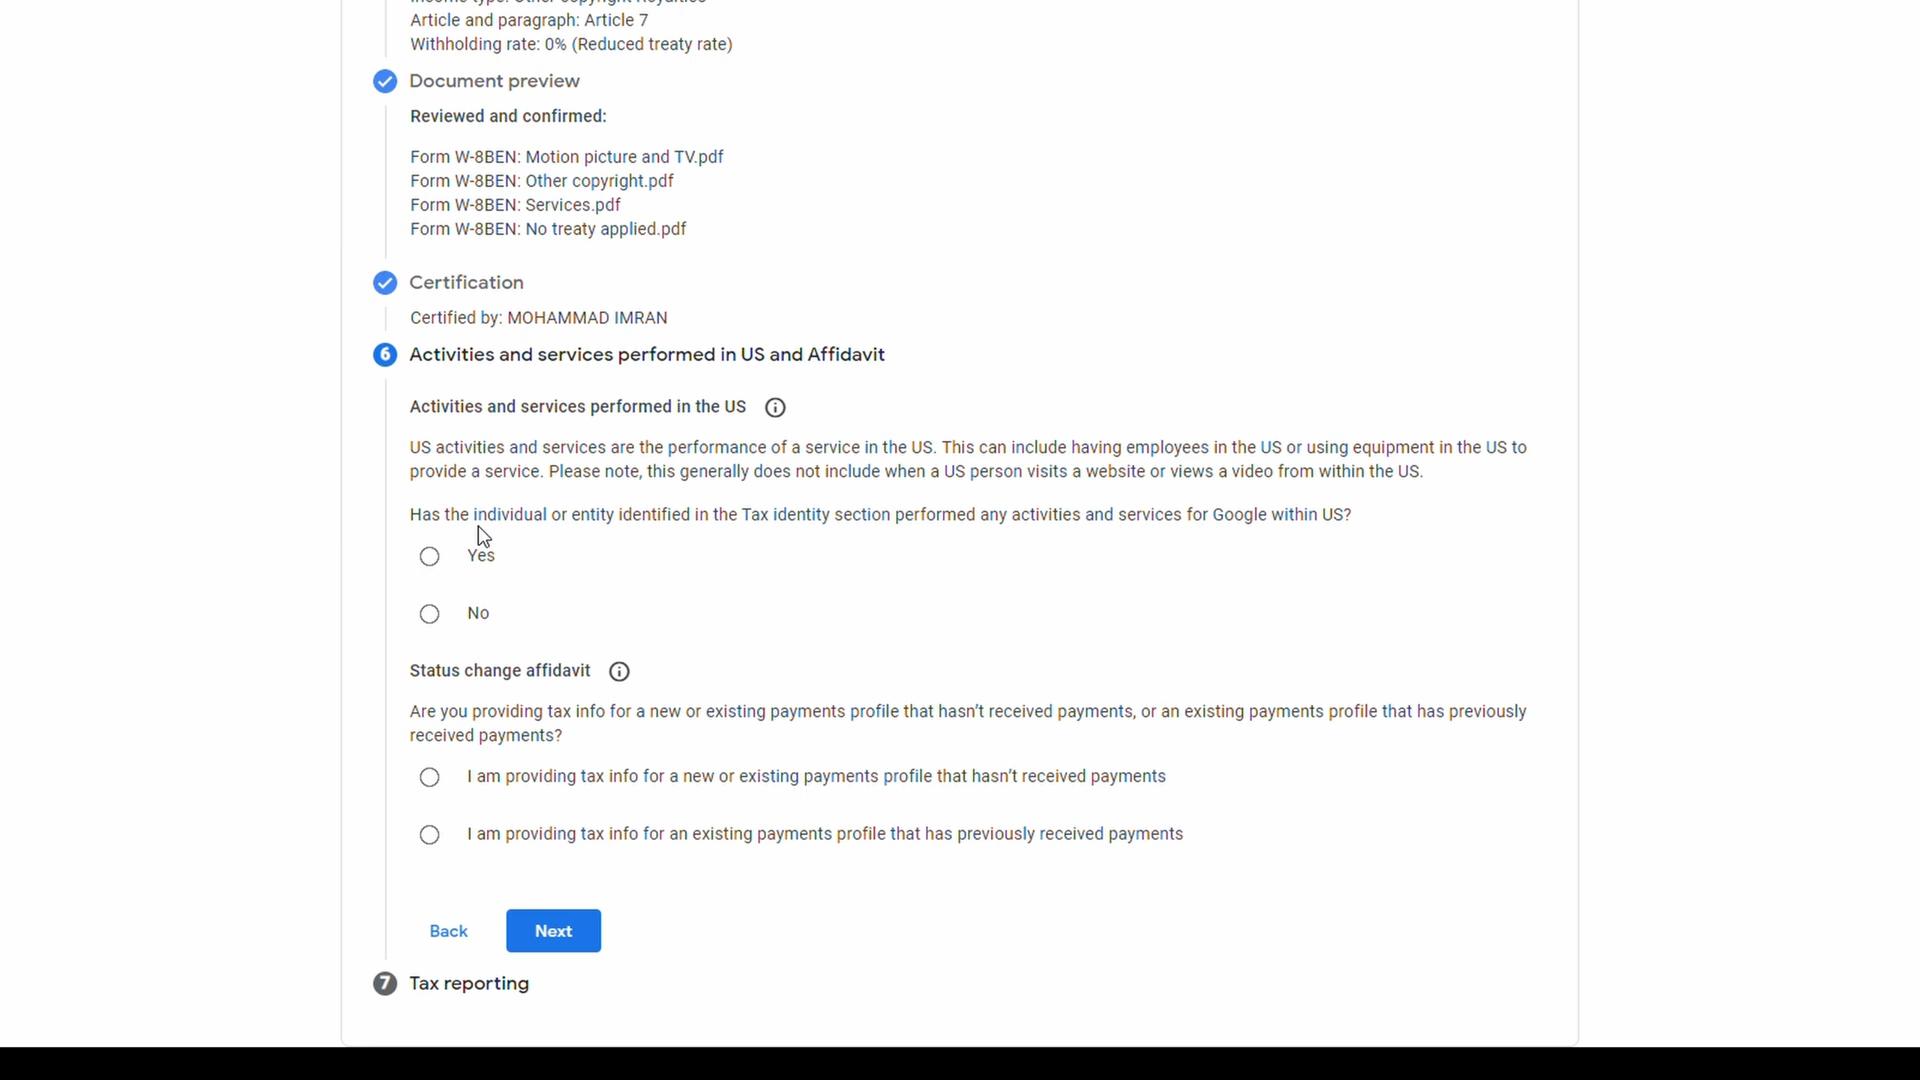 Income type: Other copyright Royalties
Article and paragraph: Article 7
Withholding rate: 0% (Reduced treaty rate)
Document preview
Reviewed and confirmed:
Form W-8BEN: Motion picture and TV.pdf
Form W-8BEN: Other copyright.pdf
Form W-8BEN: Services.pdf
Form W-8BEN: No treaty applied.pdf
Certification
Certified by: MOHAMMAD IMRAN
6 Activities and services performed in US and Affidavit
Activities and services performed in the US
US activities and services are the performance of a service in the US. This can include having employees in the US or using equipment in the US to
provide a service. Please note, this generally does not include when a US person visits a website or views a video from within the US.
Has the individual or entity identified in the Tax identity section performed any activities and services for Google within US?
Yes
No
Status change affidavit
Are you providing tax info for a new or existing payments profile that hasn't received payments, or an existing payments profile that has previously
received payments?
I am providing tax info for a new or existing payments profile that hasn't received payments
I am providing tax info for an existing payments profile that has previously received payments
Back Next
7 Tax reporting